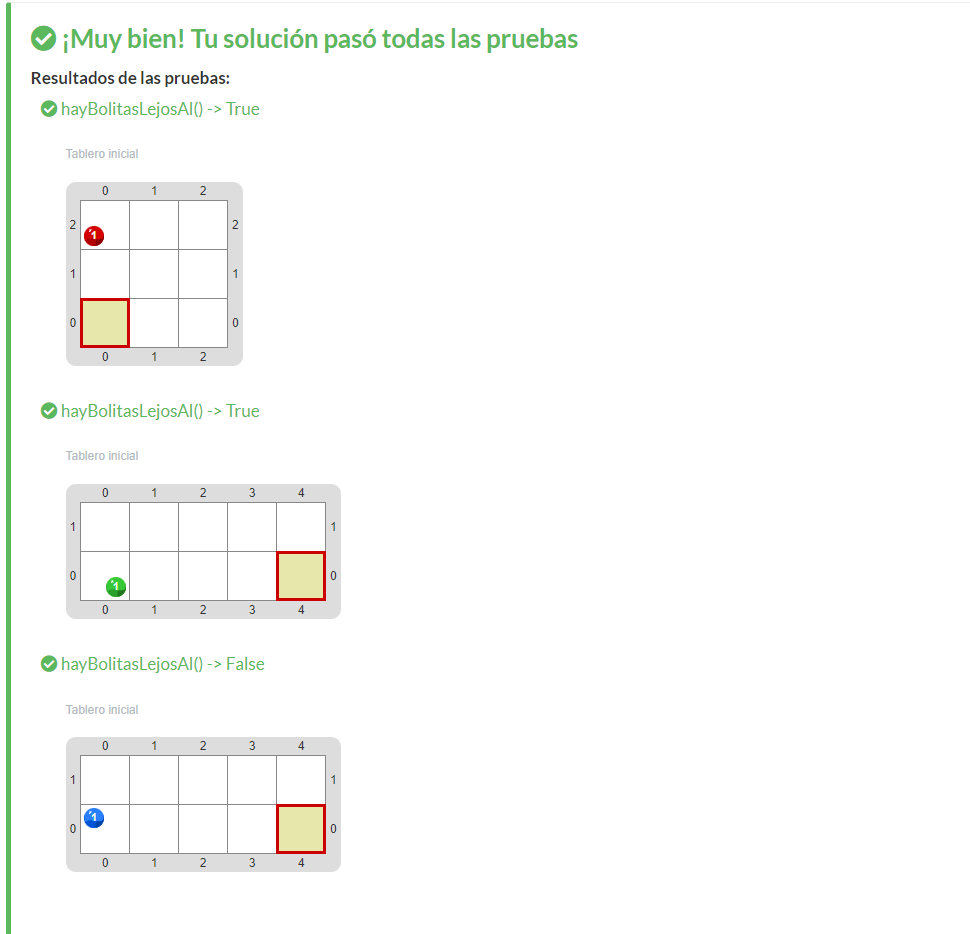 ¡Muy bien! Tu solución pasó todas las pruebas
Resultados de las pruebas:
hayBolitasLejosAl() -> True
Tablero inicial
0 1 2
2 1 2
1 1
0 0
0 1 2
hayBolitasLejosAl() -> True
Tablero inicial
0 1 2 3 4
1 1
0 1 0
0 1 2 3 4
hayBolitasLejosAl() -> False
Tablero inicial
0 1 2 3 4
1 1
0 1 0
0 1 2 3 4